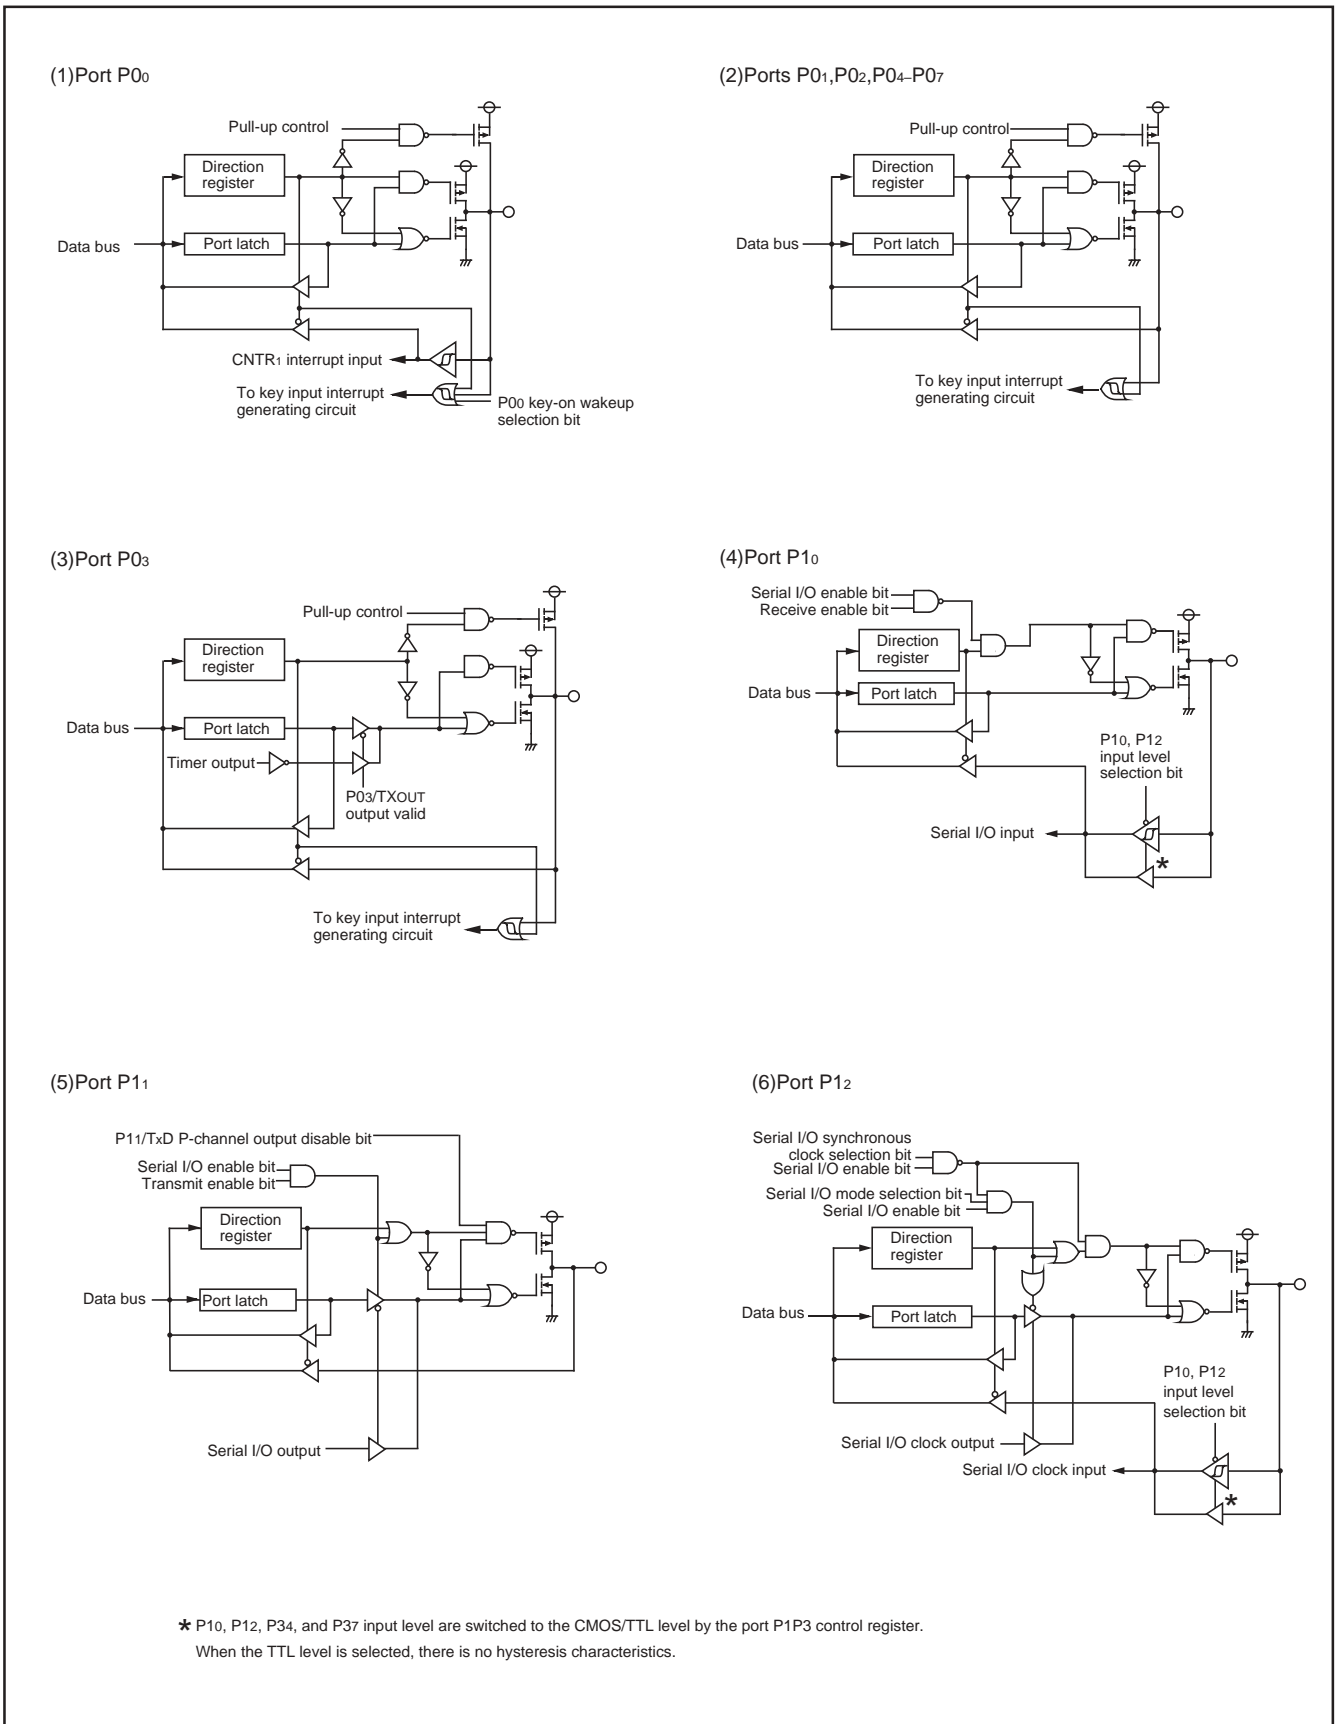 (1)Port P00
Pull-up control
Direction
register
Data bus
Port latch
CNTR1 interrupt input
To key input interrupt
generating circuit
P00 key-on wakeup
selection bit
(2)Ports P01,P02,P04–P07
Pull-up control
Direction
register
Data bus
Port latch
To key input interrupt
generating circuit
(3)Port P03
Pull-up control
Direction
register
Data bus
Port latch
Timer output
P03/TXOUT
output valid
To key input interrupt
generating circuit
(4)Port P10
Serial I/O enable bit
Receive enable bit
Direction
register
Data bus
Port latch
P10, P12
input level
selection bit
Serial I/O input
*
(5)Port P11
P11/TxD P-channel output disable bit
Serial I/O enable bit
Transmit enable bit
Direction
register
Data bus
Port latch
Serial I/O output
(6)Port P12
Serial I/O synchronous
clock selection bit
Serial I/O enable bit
Serial I/O mode selection bit
Serial I/O enable bit
Direction
register
Data bus
Port latch
P10, P12
input level
selection bit
Serial I/O clock output
Serial I/O clock input
*
* P10, P12, P34, and P37 input level are switched to the CMOS/TTL level by the port P1P3 control register.
When the TTL level is selected, there is no hysteresis characteristics.